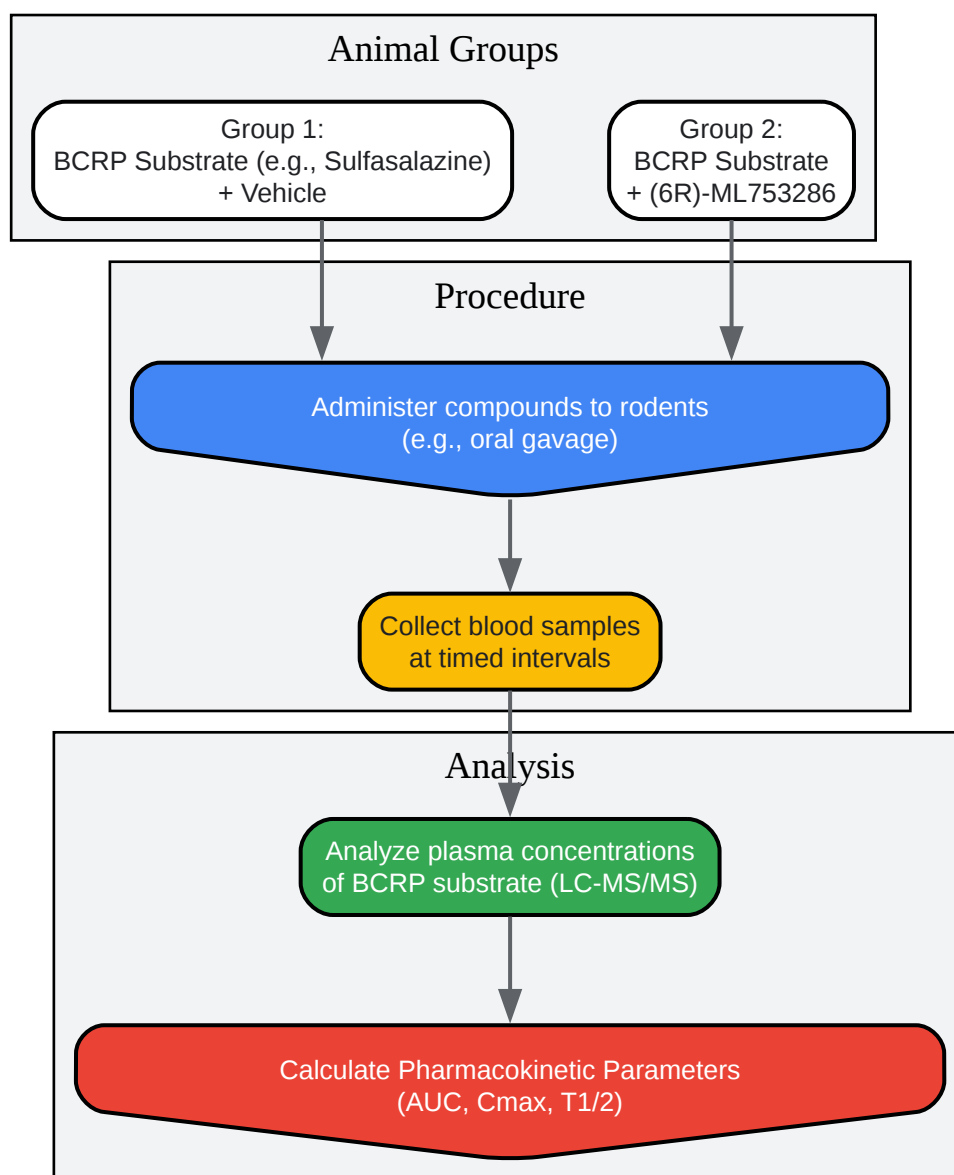 Animal Groups
Group 1:
BCRP Substrate (e.g., Sulfasalazine)
+ Vehicle
Group 2:
BCRP Substrate
+ (6R)-ML753286
Procedure
Administer compounds to rodents
(e.g., oral gavage)
Collect blood samples
at timed intervals
Analysis
Analyze plasma concentrations
of BCRP substrate (LC-MS/MS)
Calculate Pharmacokinetic Parameters
(AUC, Cmax, T1/2)